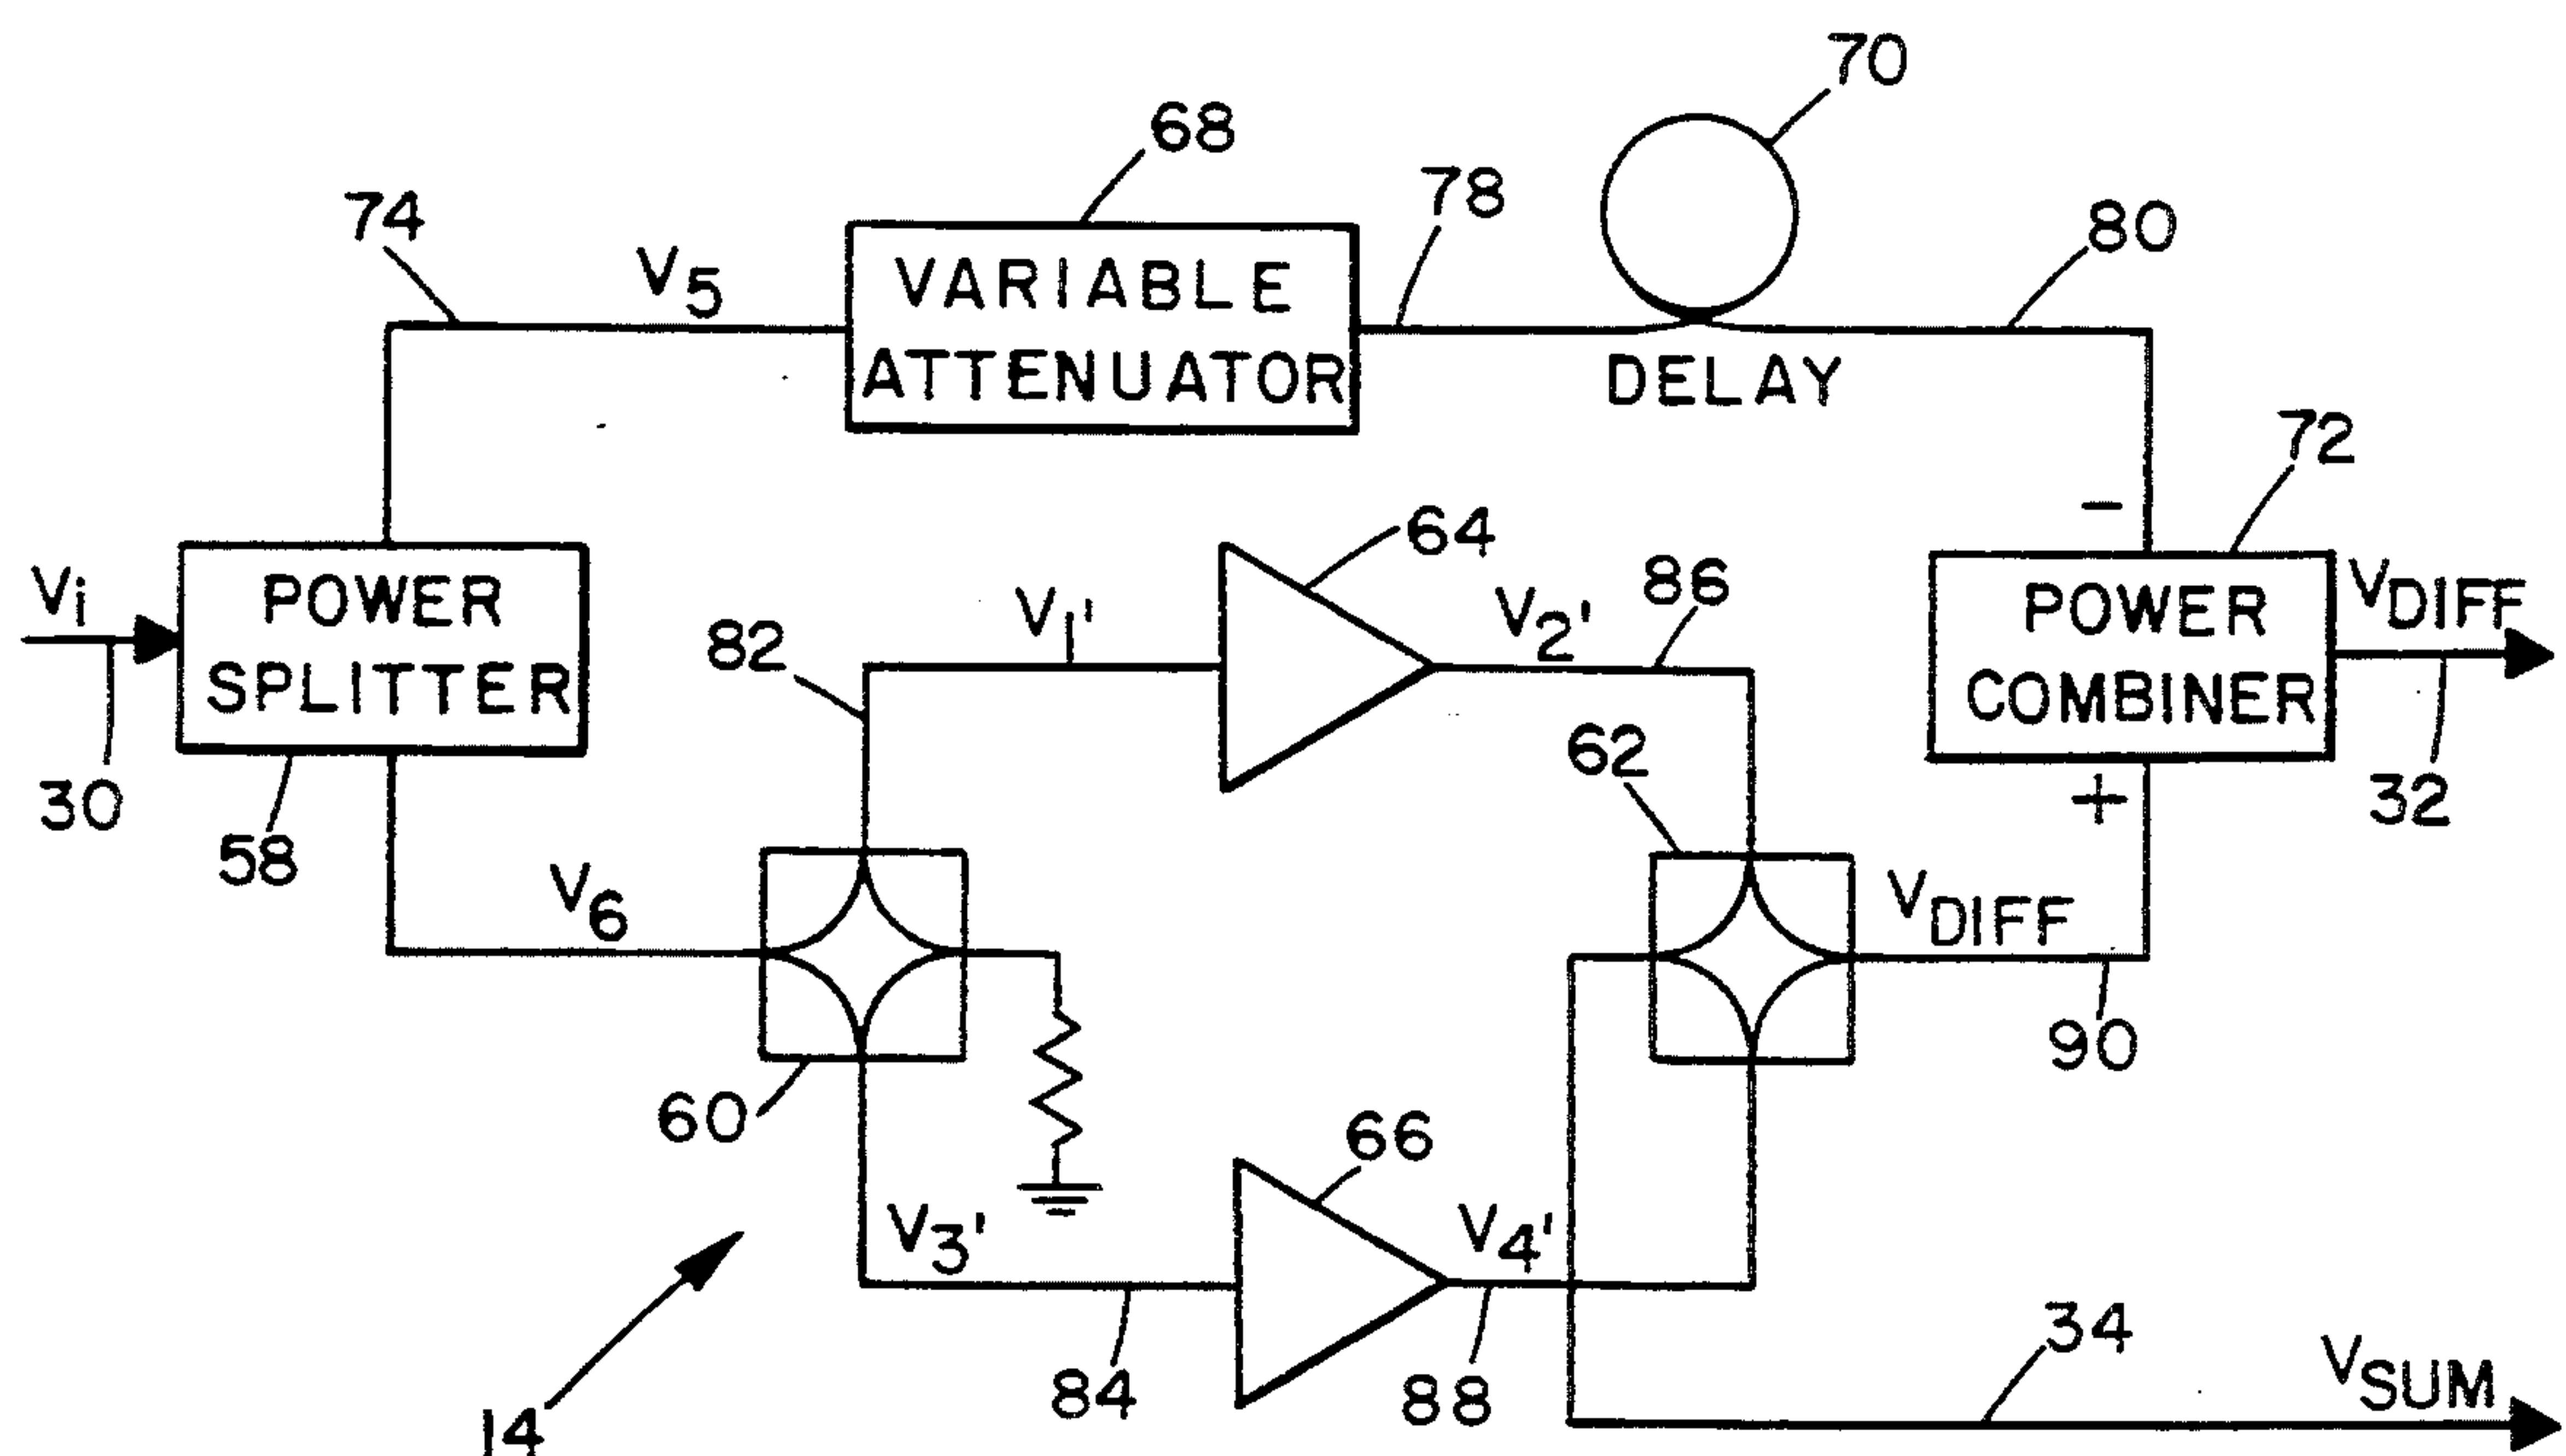 70
68
78
74
80
V5
VARIABLE
ATTENUATOR
DELAY
72
-
64
Vi
POWER
SPLITTER
V1'
V2'
86
POWER
COMBINER
VDIFF
82
62
+
30
58
32
V6
VDIFF
60
90
66
V3'
V4'
84
88
34
VSUM
14